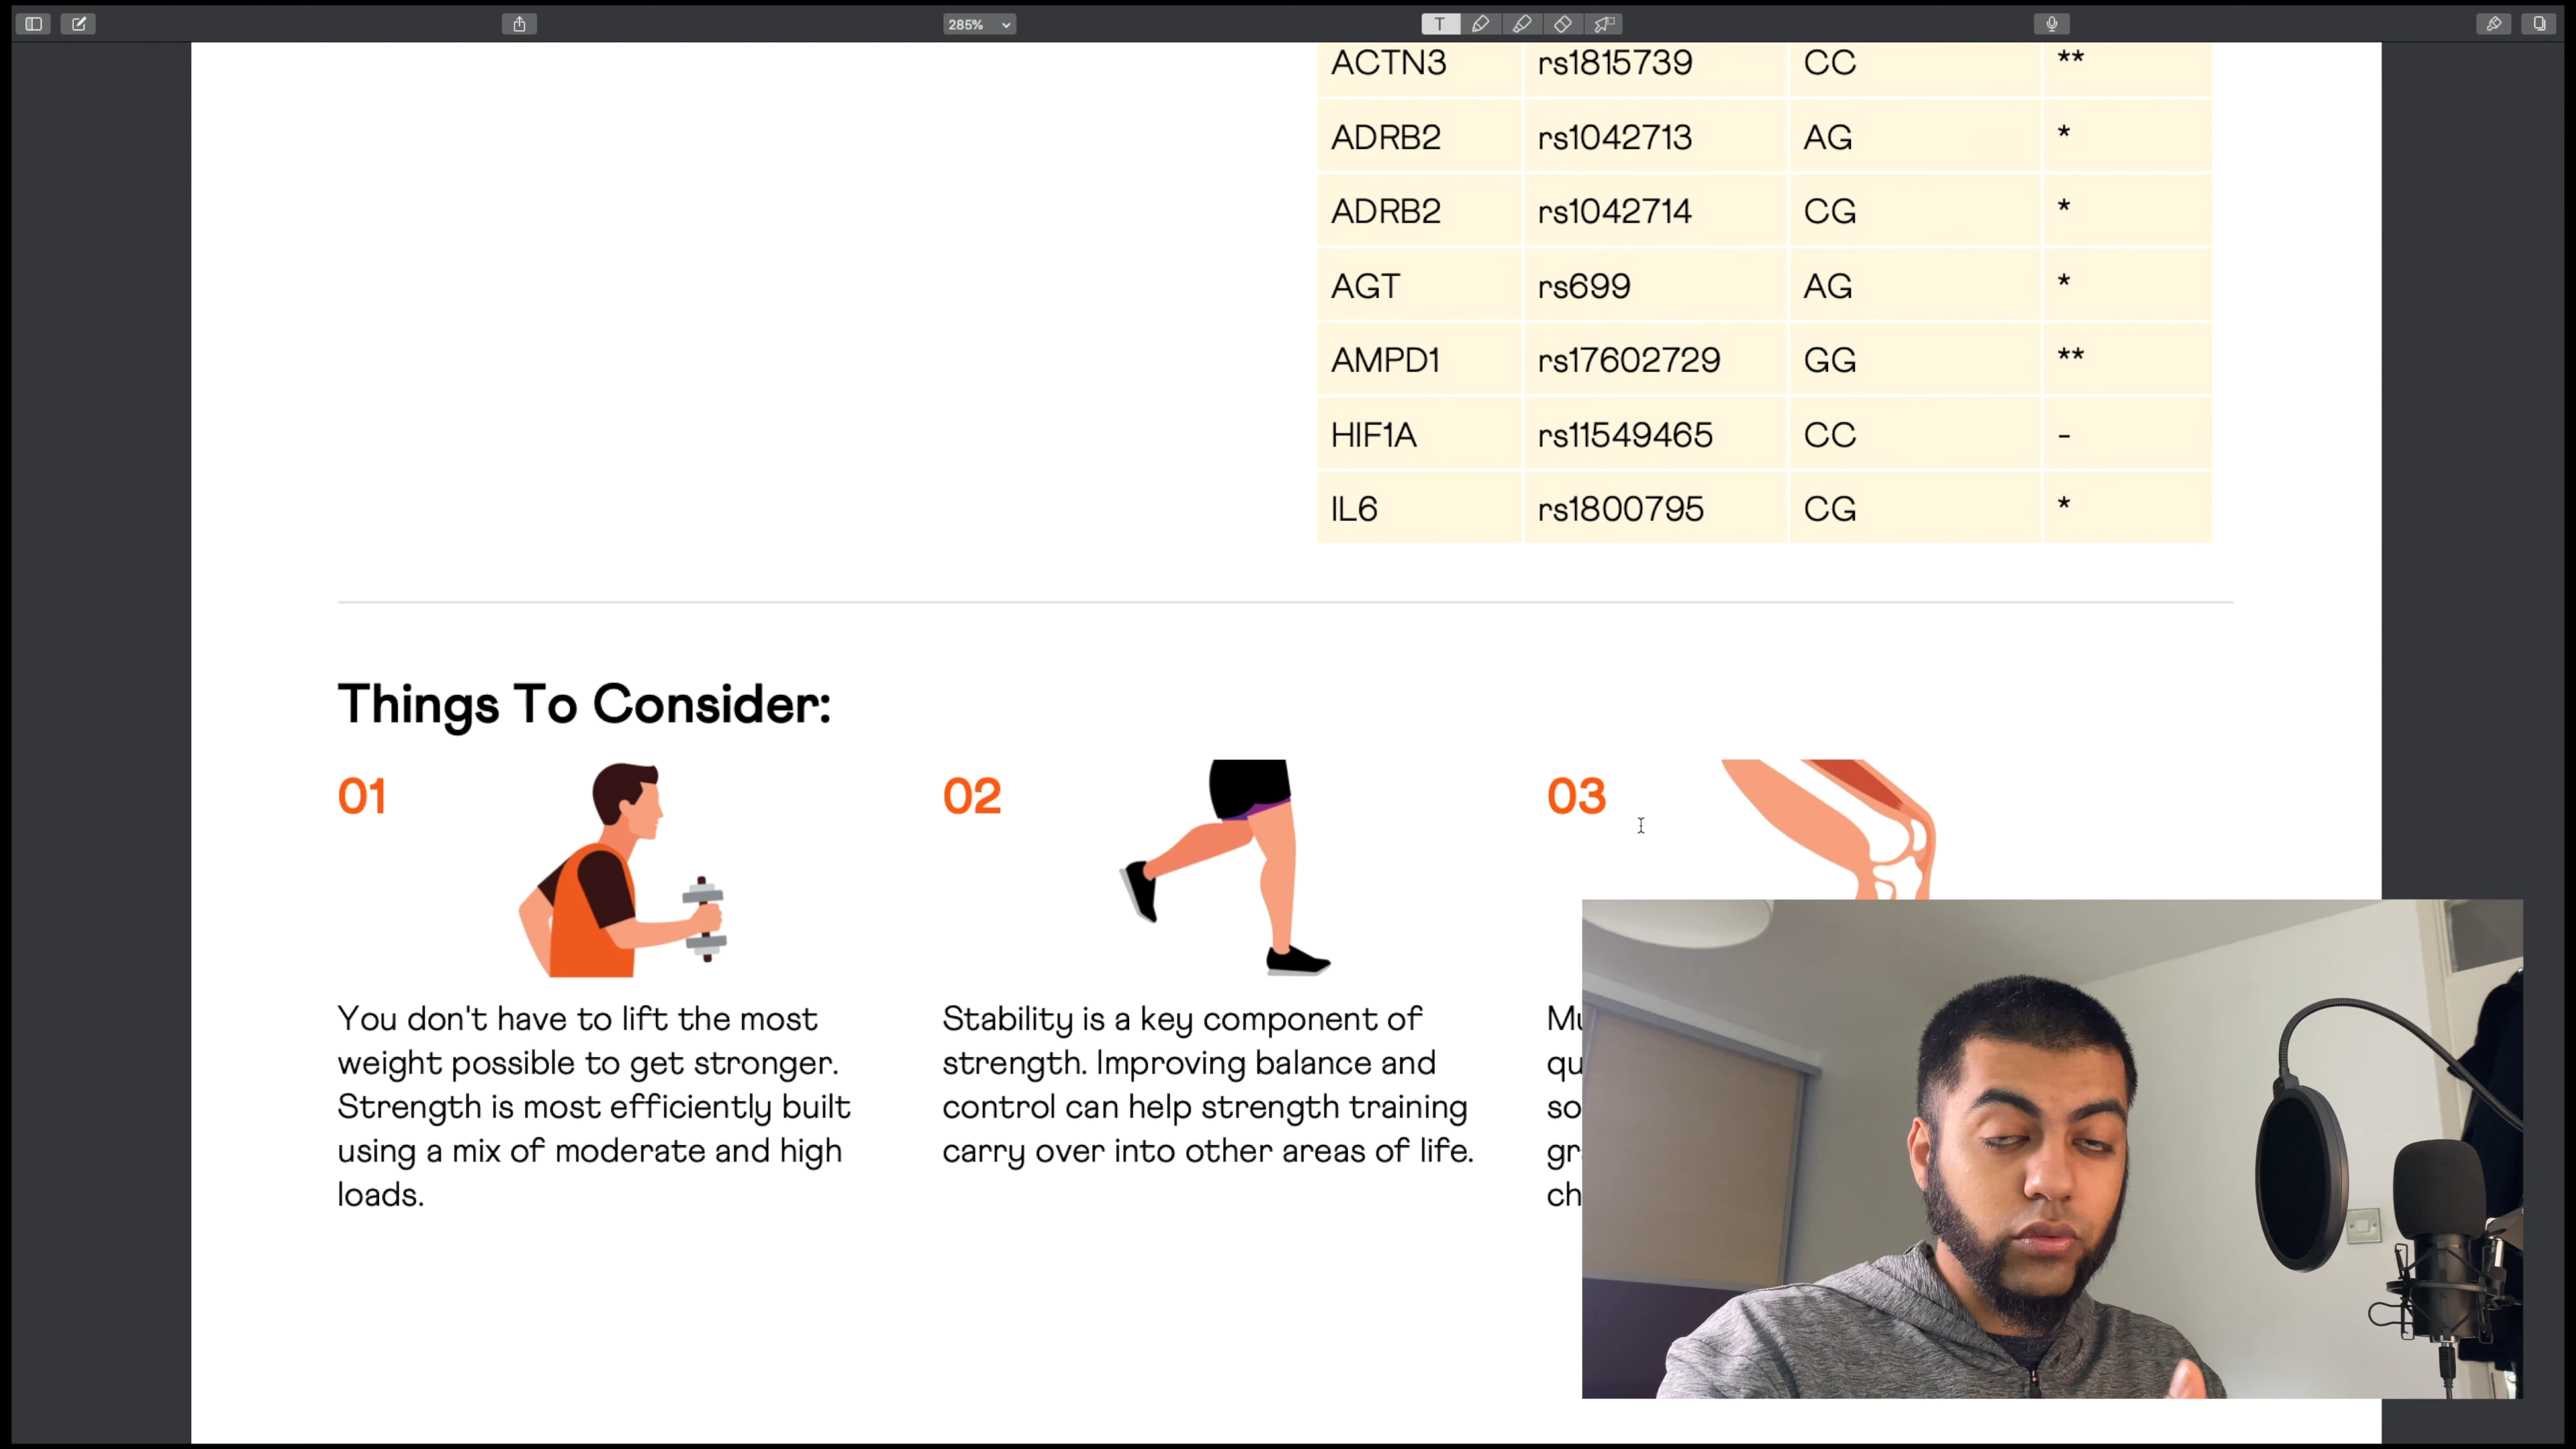 285%
T
ACTN3 rs1815739 CC **
ADRB2 rs1042713 AG *
ADRB2 rs1042714 CG *
AGT rs699 AG *
AMPD1 rs17602729 GG **
HIF1A rs11549465 CC -
IL6 rs1800795 CG *
Things To Consider:
01
You don't have to lift the most
weight possible to get stronger.
Strength is most efficiently built
using a mix of moderate and high
loads.
02
Stability is a key component of
strength. Improving balance and
control can help strength training
carry over into other areas of life.
03